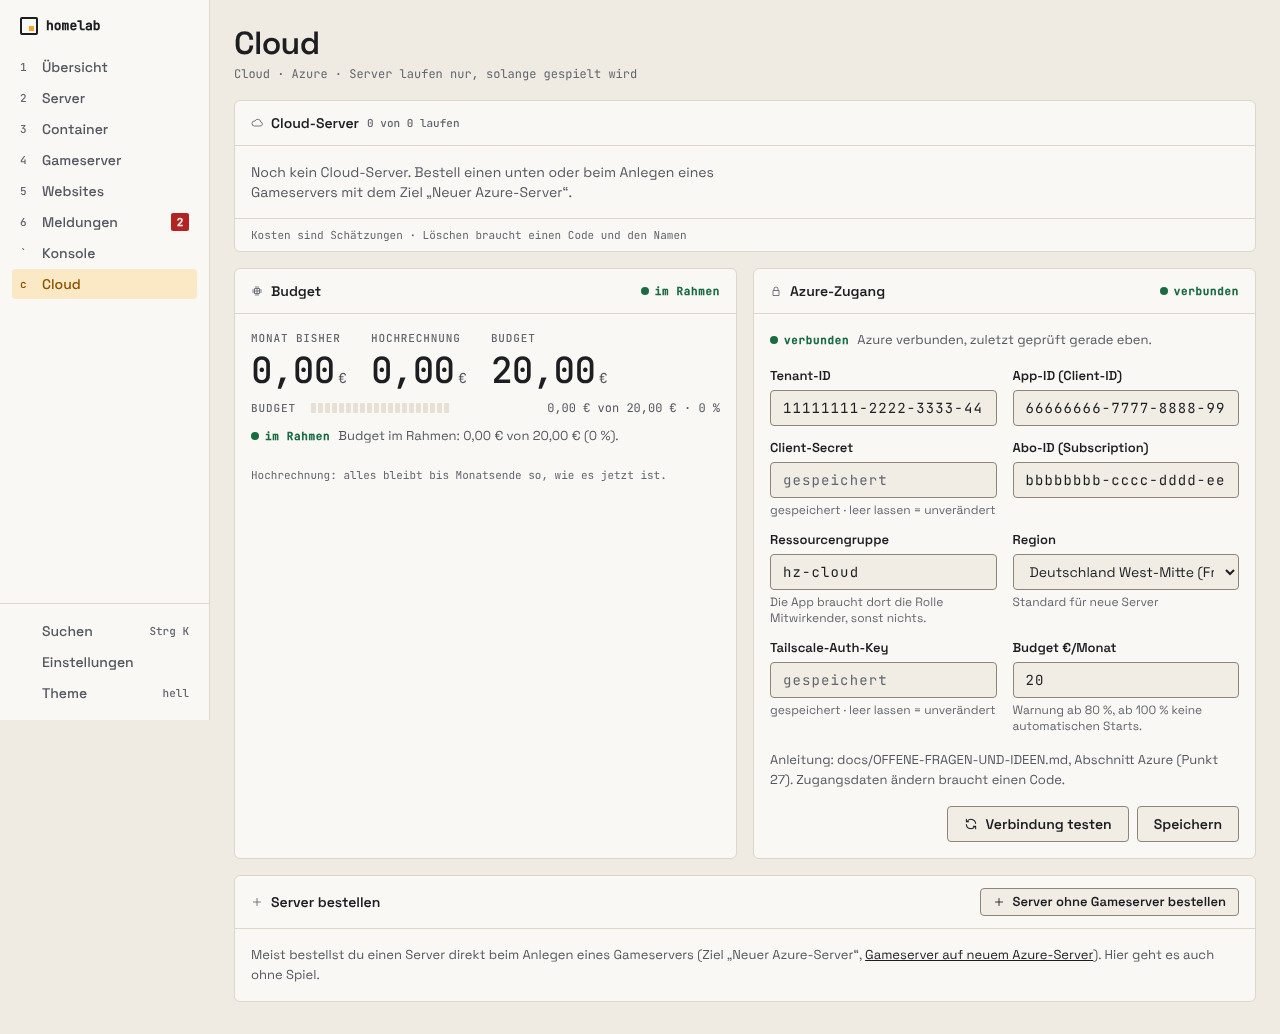 homelab
1 Übersicht
2 Server
3 Container
4 Gameserver
5 Websites
6 Meldungen 2
` Konsole
c Cloud
Suchen Strg K
Einstellungen
Theme hell
Cloud
Cloud · Azure · Server laufen nur, solange gespielt wird
Cloud-Server 0 von 0 laufen
Noch kein Cloud-Server. Bestell einen unten oder beim Anlegen eines
Gameservers mit dem Ziel „Neuer Azure-Server“.
Kosten sind Schätzungen · Löschen braucht einen Code und den Namen
Budget im Rahmen
MONAT BISHER HOCHRECHNUNG BUDGET
0,00 € 0,00 € 20,00 €
BUDGET 0,00 € von 20,00 € · 0 %
im Rahmen Budget im Rahmen: 0,00 € von 20,00 € (0 %).
Hochrechnung: alles bleibt bis Monatsende so, wie es jetzt ist.
Azure-Zugang verbunden
verbunden Azure verbunden, zuletzt geprüft gerade eben.
Tenant-ID App-ID (Client-ID)
11111111-2222-3333-44 66666666-7777-8888-99
Client-Secret Abo-ID (Subscription)
gespeichert bbbbbbbb-cccc-dddd-ee
gespeichert · leer lassen = unverändert
Ressourcengruppe Region
hz-cloud Deutschland West-Mitte (Fr
Die App braucht dort die Rolle Standard für neue Server
Mitwirkender, sonst nichts.
Tailscale-Auth-Key Budget €/Monat
gespeichert 20
gespeichert · leer lassen = unverändert Warnung ab 80 %, ab 100 % keine
automatischen Starts.
Anleitung: docs/OFFENE-FRAGEN-UND-IDEEN.md, Abschnitt Azure (Punkt
27). Zugangsdaten ändern braucht einen Code.
Verbindung testen Speichern
Server bestellen Server ohne Gameserver bestellen
Meist bestellst du einen Server direkt beim Anlegen eines Gameservers (Ziel „Neuer Azure-Server“, Gameserver auf neuem Azure-Server). Hier geht es auch
ohne Spiel.